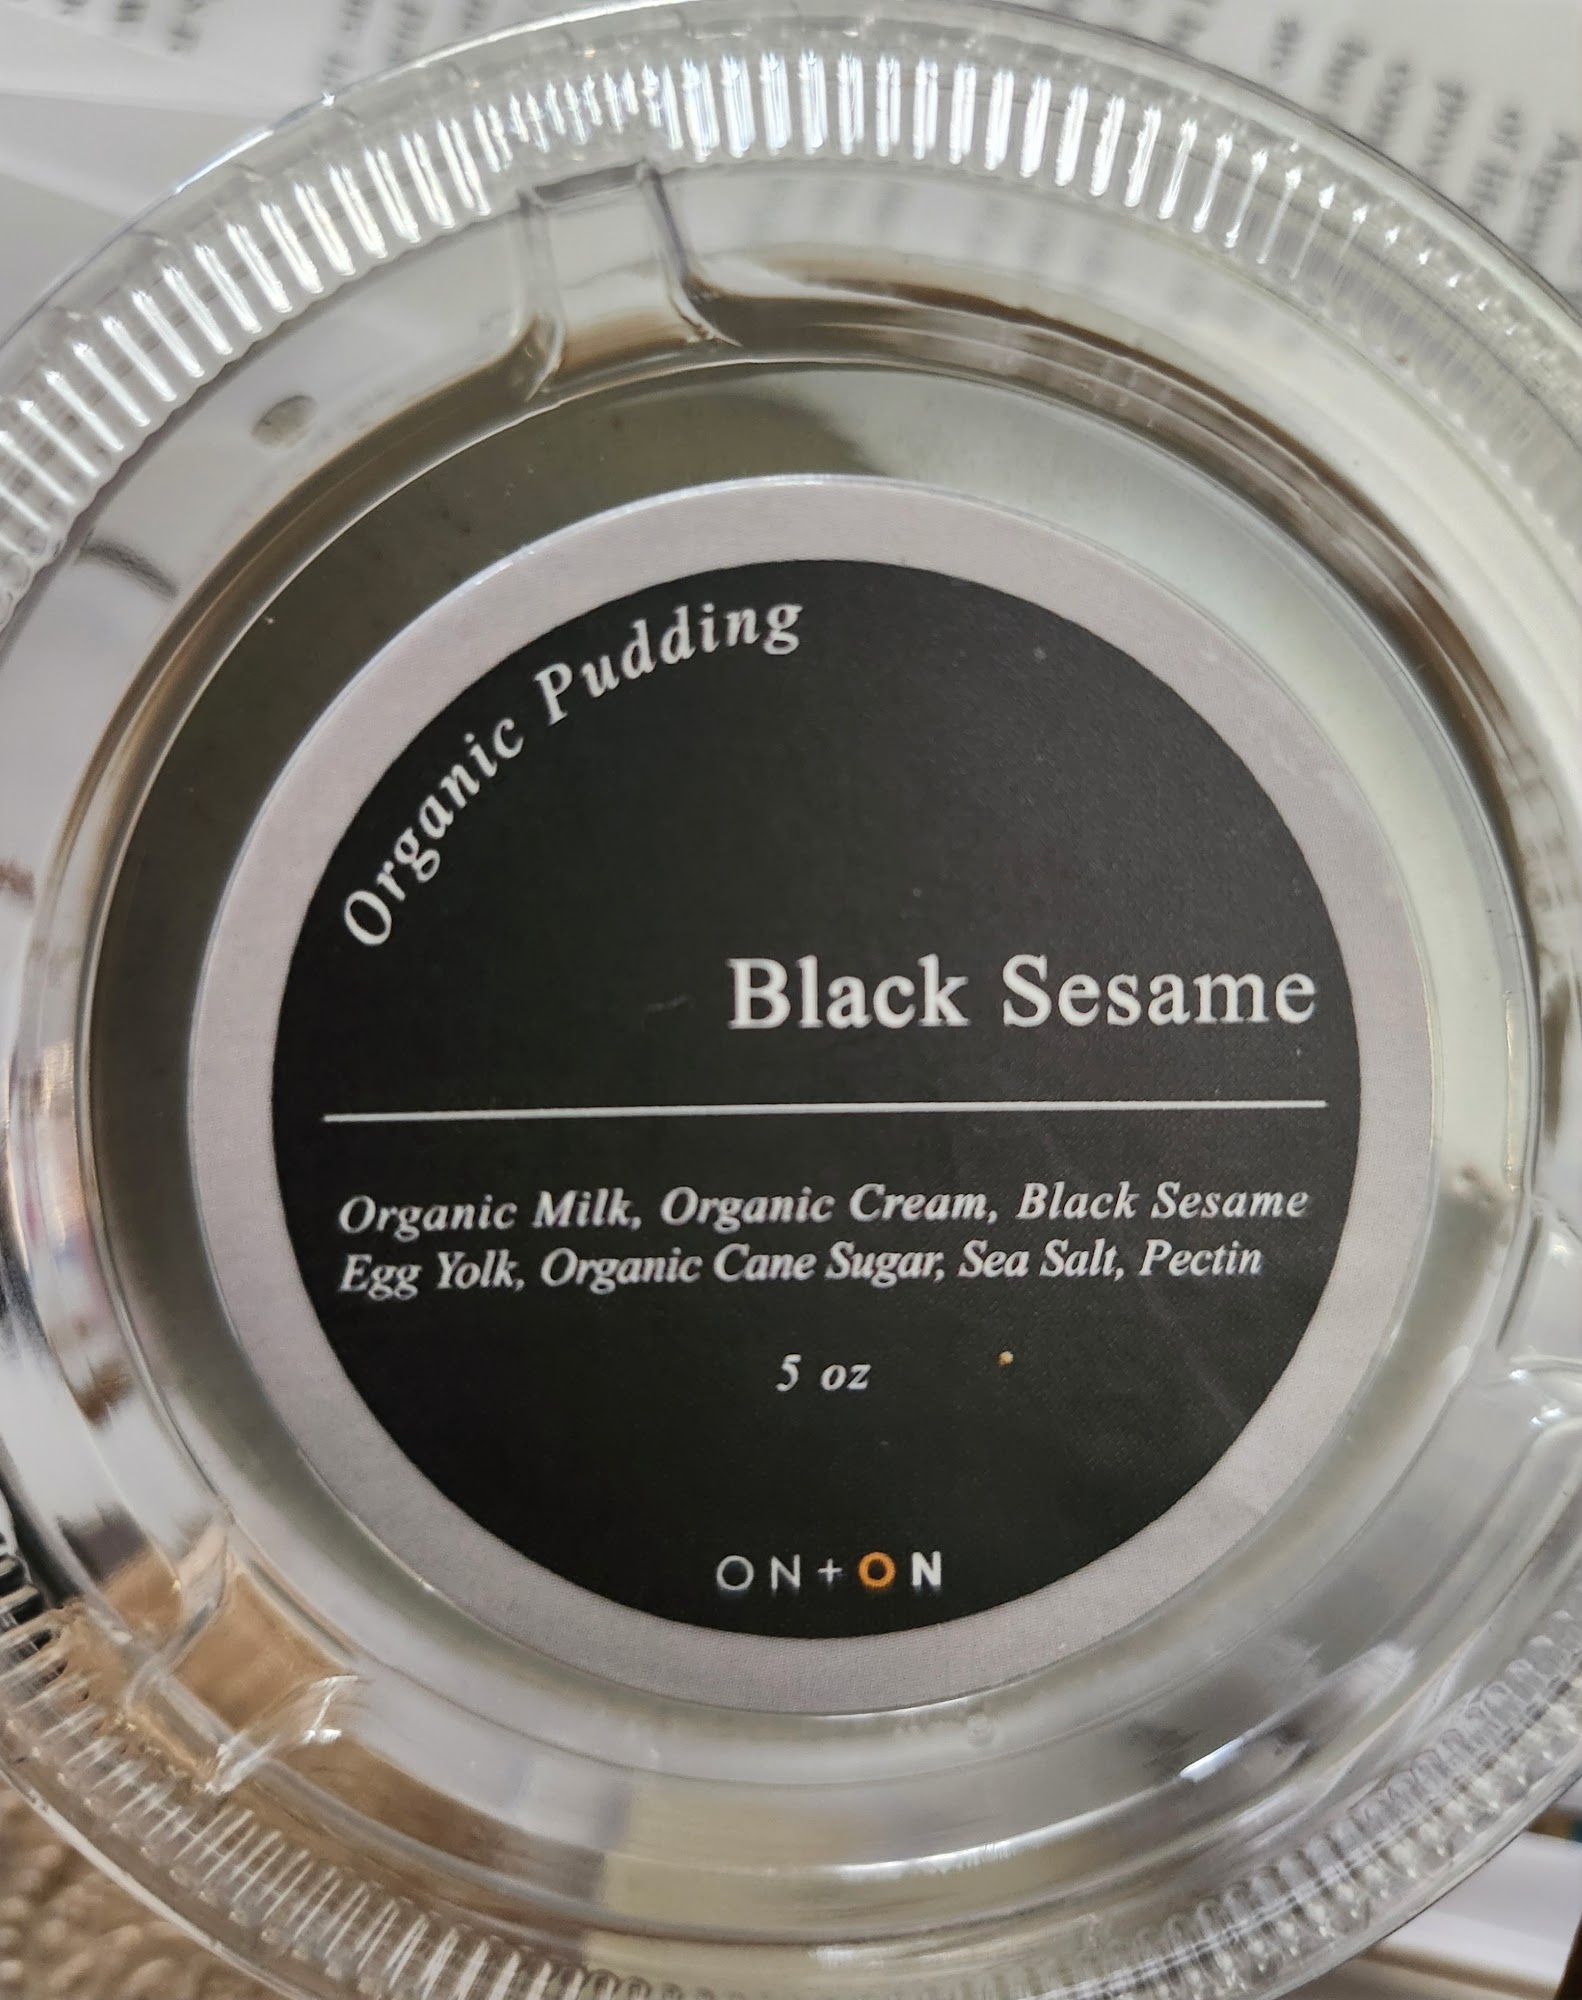 Organic Pudding
Black Sesame
Organic Milk, Organic Cream, Black Sesame
Egg Yolk, Organic Cane Sugar, Sea Salt, Pectin
5 oz
ON+ON